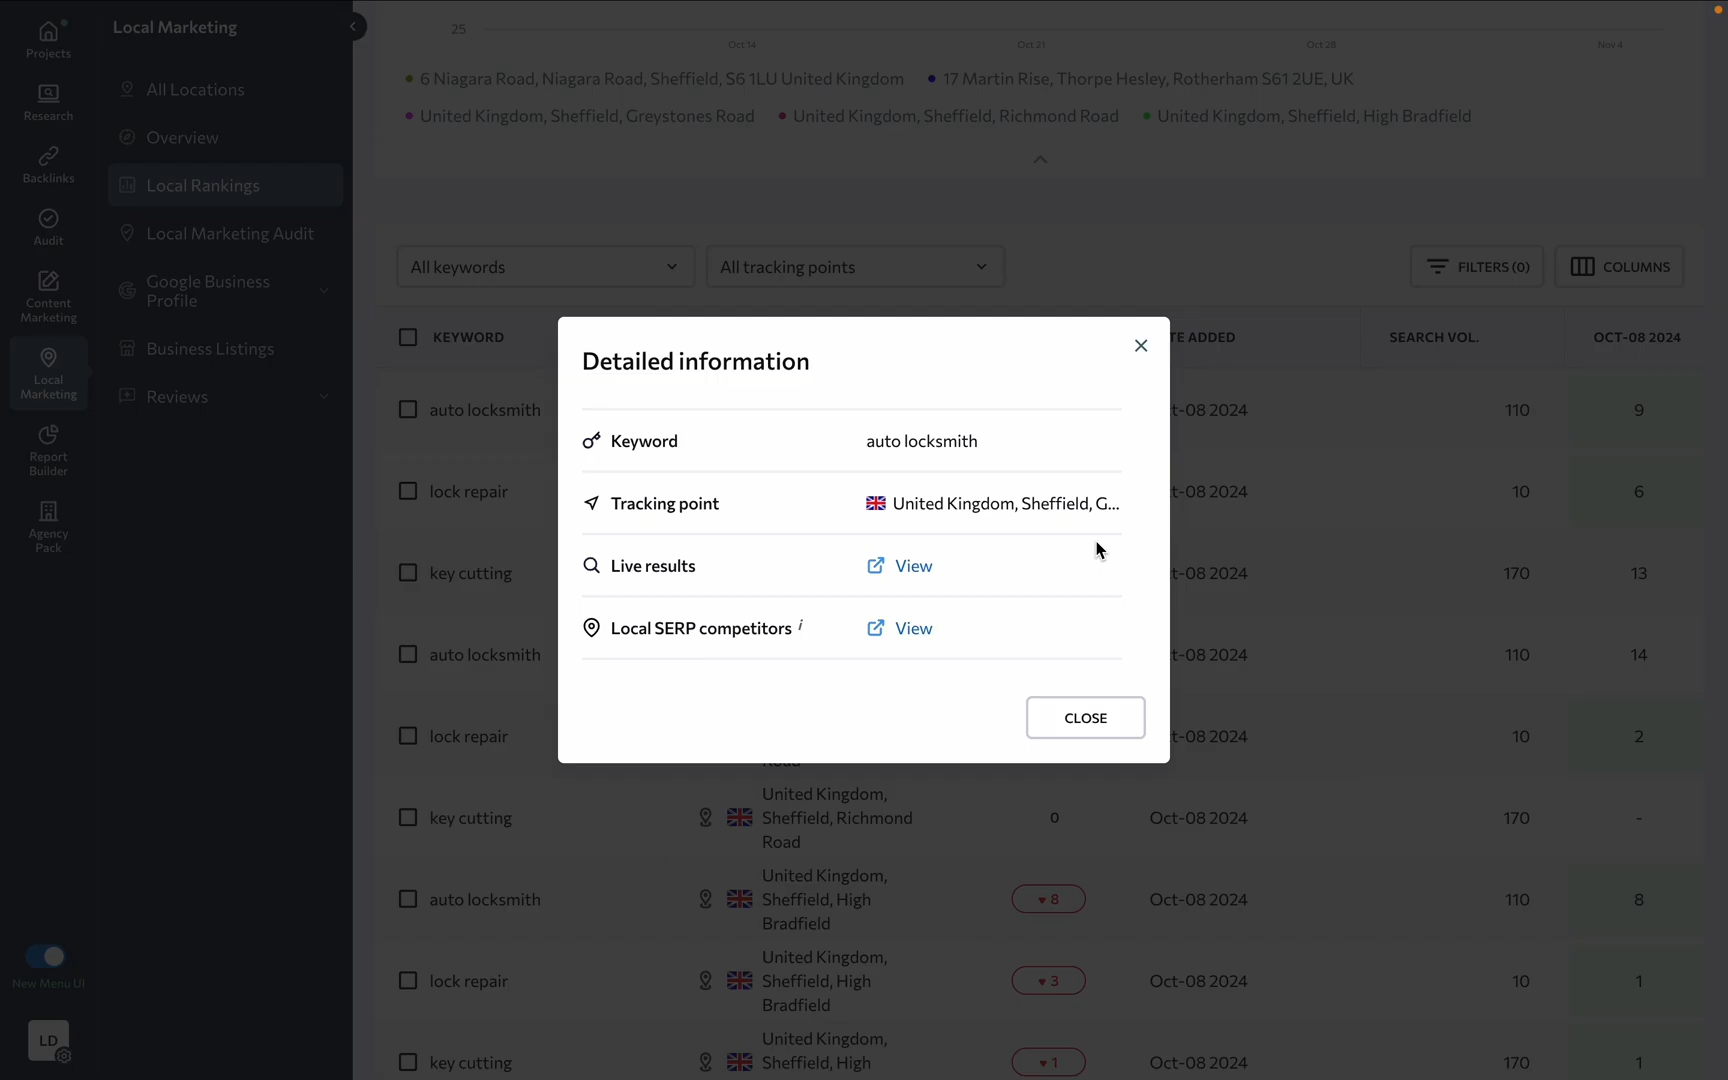 Projects
Research
Backlinks
Audit
Content
Marketing
Local
Marketing
Report
Builder
Agency
Pack
New Menu UI
LD
Local Marketing
All Locations
Overview
Local Rankings
Local Marketing Audit
Google Business
Profile
Business Listings
Reviews
25
Oct 14 Oct 21 Oct 28 Nov 4
6 Niagara Road, Niagara Road, Sheffield, S6 1LU United Kingdom 17 Martin Rise, Thorpe Hesley, Rotherham S61 2UE, UK
United Kingdom, Sheffield, Greystones Road United Kingdom, Sheffield, Richmond Road United Kingdom, Sheffield, High Bradfield
All keywords All tracking points FILTERS (0) COLUMNS
KEYWORD TE ADDED SEARCH VOL. OCT-08 2024
auto locksmith t-08 2024 110 9
lock repair t-08 2024 10 6
key cutting t-08 2024 170 13
auto locksmith t-08 2024 110 14
lock repair t-08 2024 10 2
Detailed information
Keyword auto locksmith
Tracking point United Kingdom, Sheffield, G...
Live results View
Local SERP competitors i View
CLOSE
Road
United Kingdom,
key cutting Sheffield, Richmond 0 Oct-08 2024 170 -
Road
United Kingdom,
auto locksmith Sheffield, High 8 Oct-08 2024 110 8
Bradfield
United Kingdom,
lock repair Sheffield, High 3 Oct-08 2024 10 1
Bradfield
United Kingdom,
key cutting Sheffield, High 1 Oct-08 2024 170 1